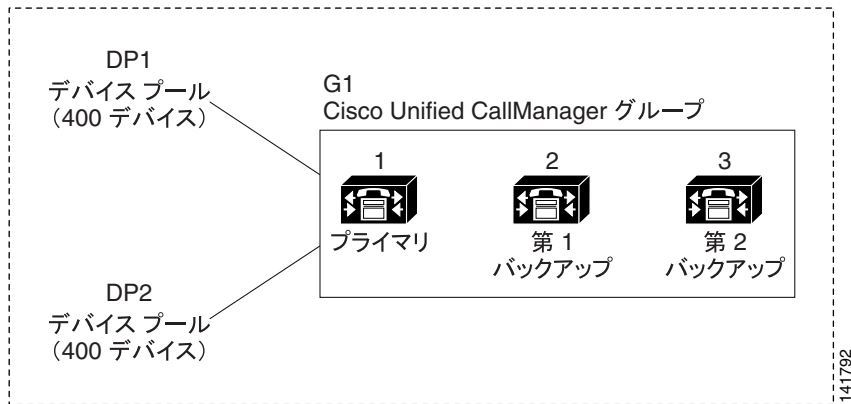 DP1
デバイス プール
（400 デバイス）
G1
Cisco Unified CallManager グループ
1
2
3
プライマリ
第 1
バックアップ
第 2
バックアップ
DP2
デバイス プール
（400 デバイス）
141792